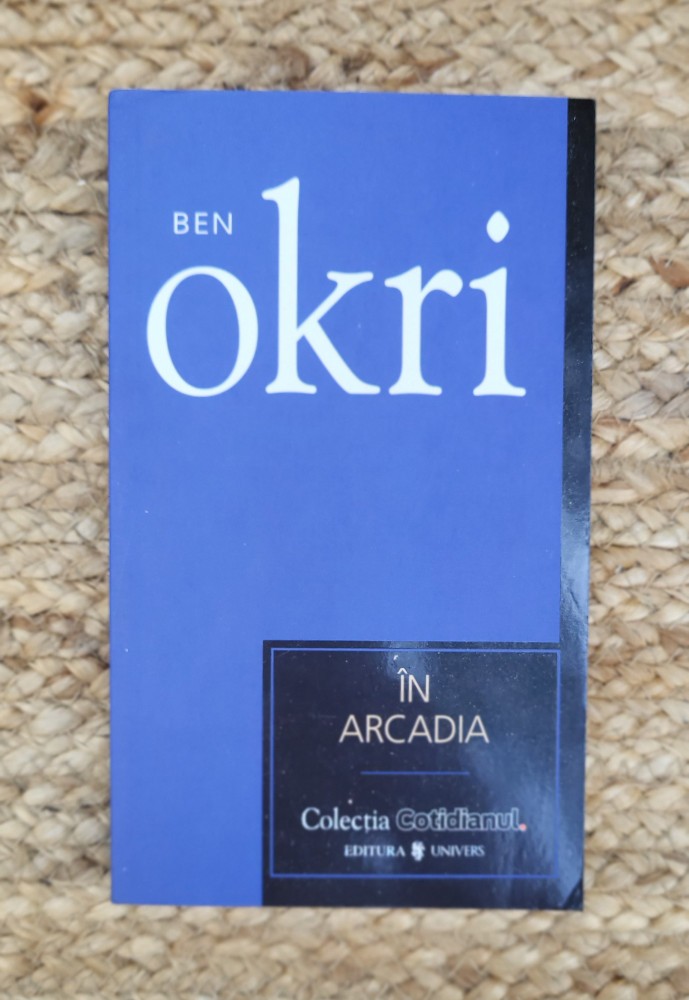 BEN
okri
ÎN
ARCADIA
Colecția Cotidianul.
EDITURA UNIVERS